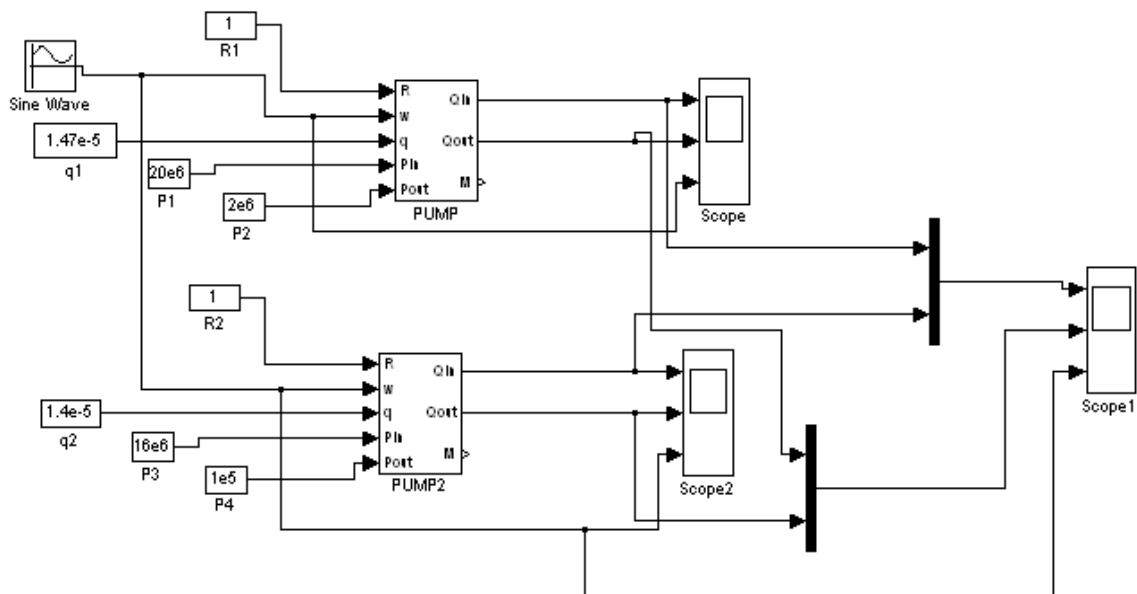 1
R1
Sine Wave
1.47e-5
q1
20e6
P1
2e6
P2
R
w
q
PIn
Pout
QIn
Qout
M
PUMP
Scope
1
R2
1.4e-5
q2
16e6
P3
1e5
P4
R
w
q
PIn
Pout
QIn
Qout
M
PUMP2
Scope2
Scope1